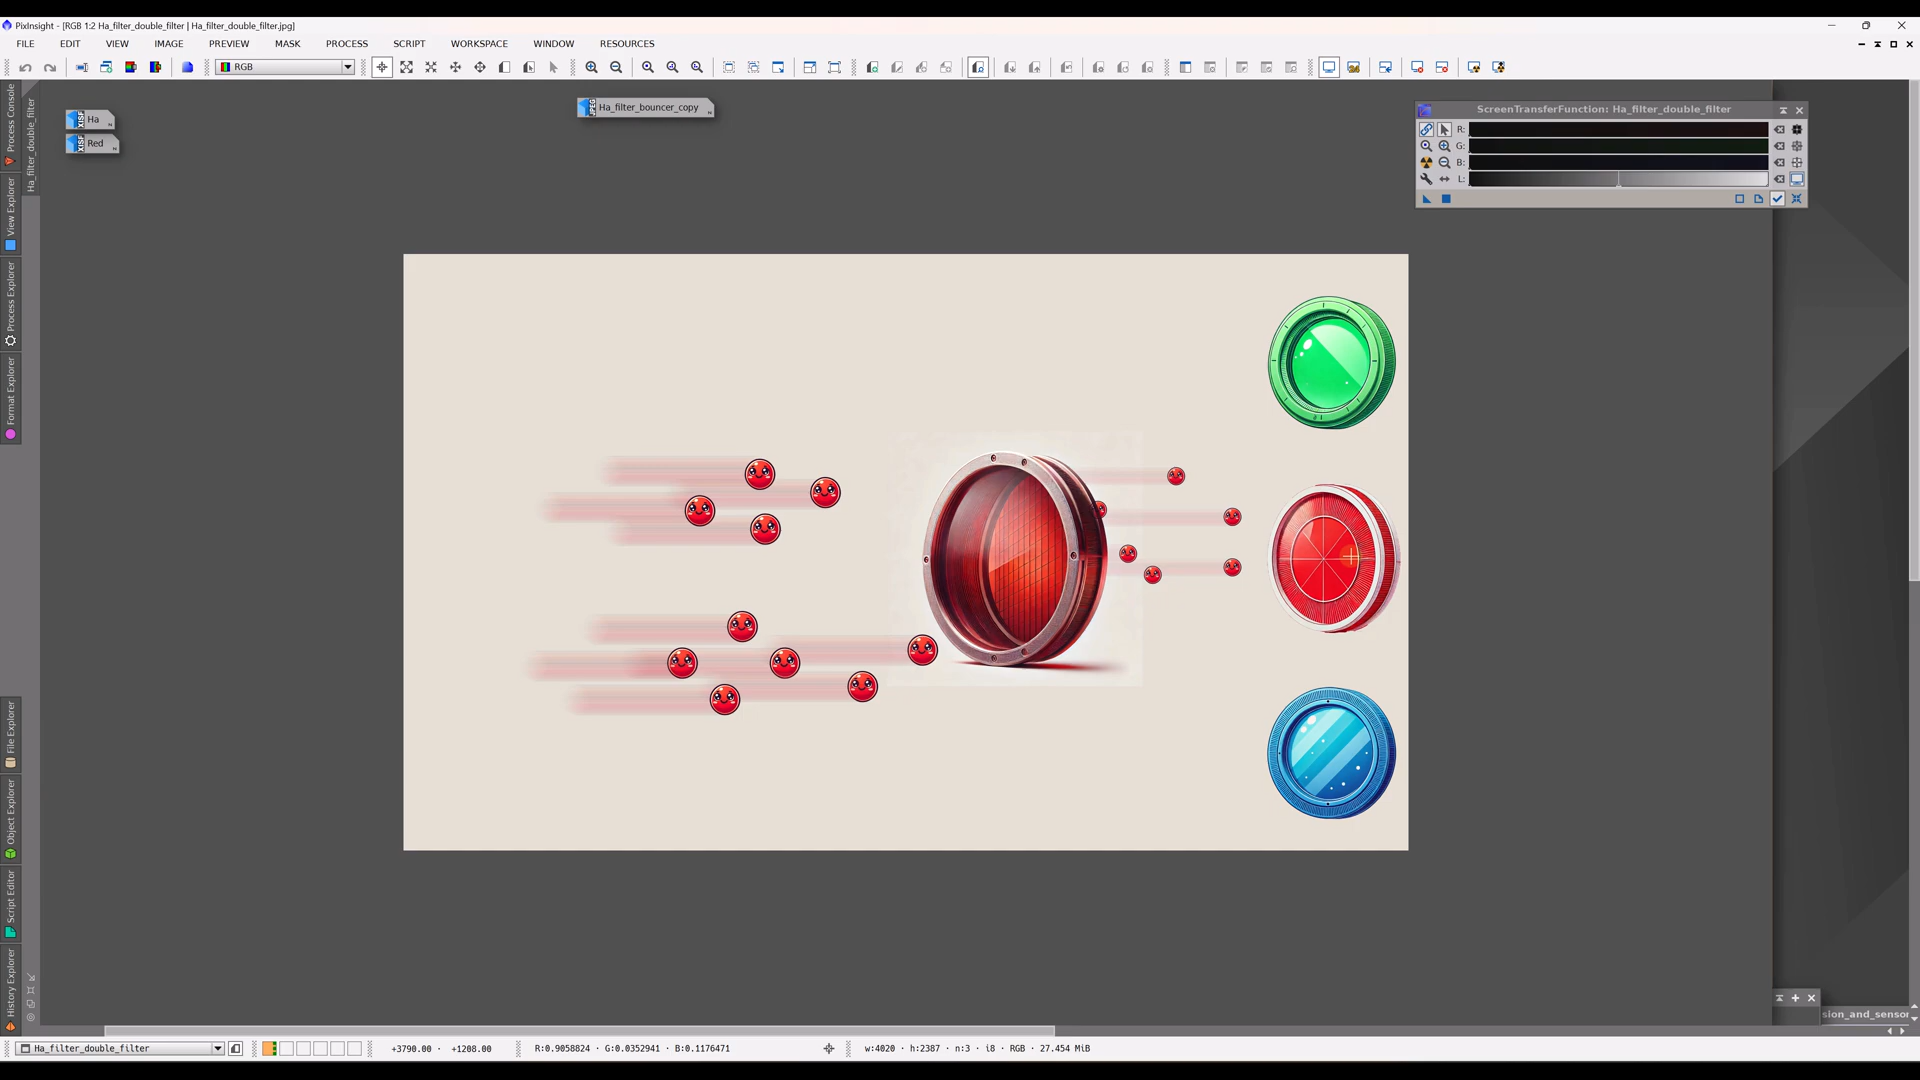 PixInsight - [RGB 1:2 Ha_filter_double_filter | Ha_filter_double_filter.jpg]
FILE EDIT VIEW IMAGE PREVIEW MASK PROCESS SCRIPT WORKSPACE WINDOW RESOURCES
RGB
Process Console
View Explorer
Process Explorer
Format Explorer
File Explorer
Object Explorer
Script Editor
History Explorer
Ha_filter_double_filter
Ha
Red
Ha_filter_bouncer_copy
ScreenTransferFunction: Ha_filter_double_filter
R:
G:
B:
L:
sion_and_sensor
Ha_filter_double_filter
+3790.00 · +1208.00
R:0.9058824 · G:0.0352941 · B:0.1176471
w:4020 · h:2387 · n:3 · i8 · RGB · 27.454 MiB